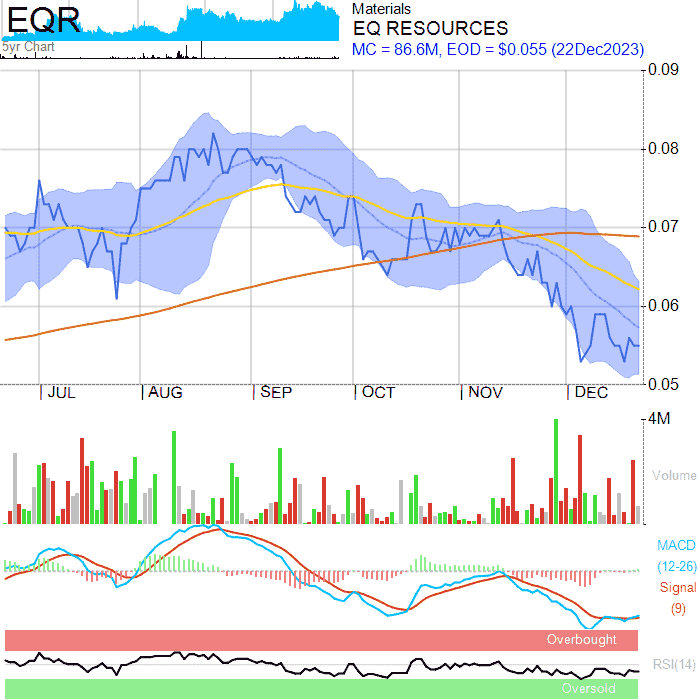 EQR
5yr Chart
Materials
EQ RESOURCES
MC = 86.6M, EOD = $0.055 (22Dec2023)
0.09
0.08
0.07
0.06
0.05
JUL AUG SEP OCT NOV DEC
4M
Volume
MACD
(12-26)
Signal
(9)
Overbought
RSI(14)
Oversold